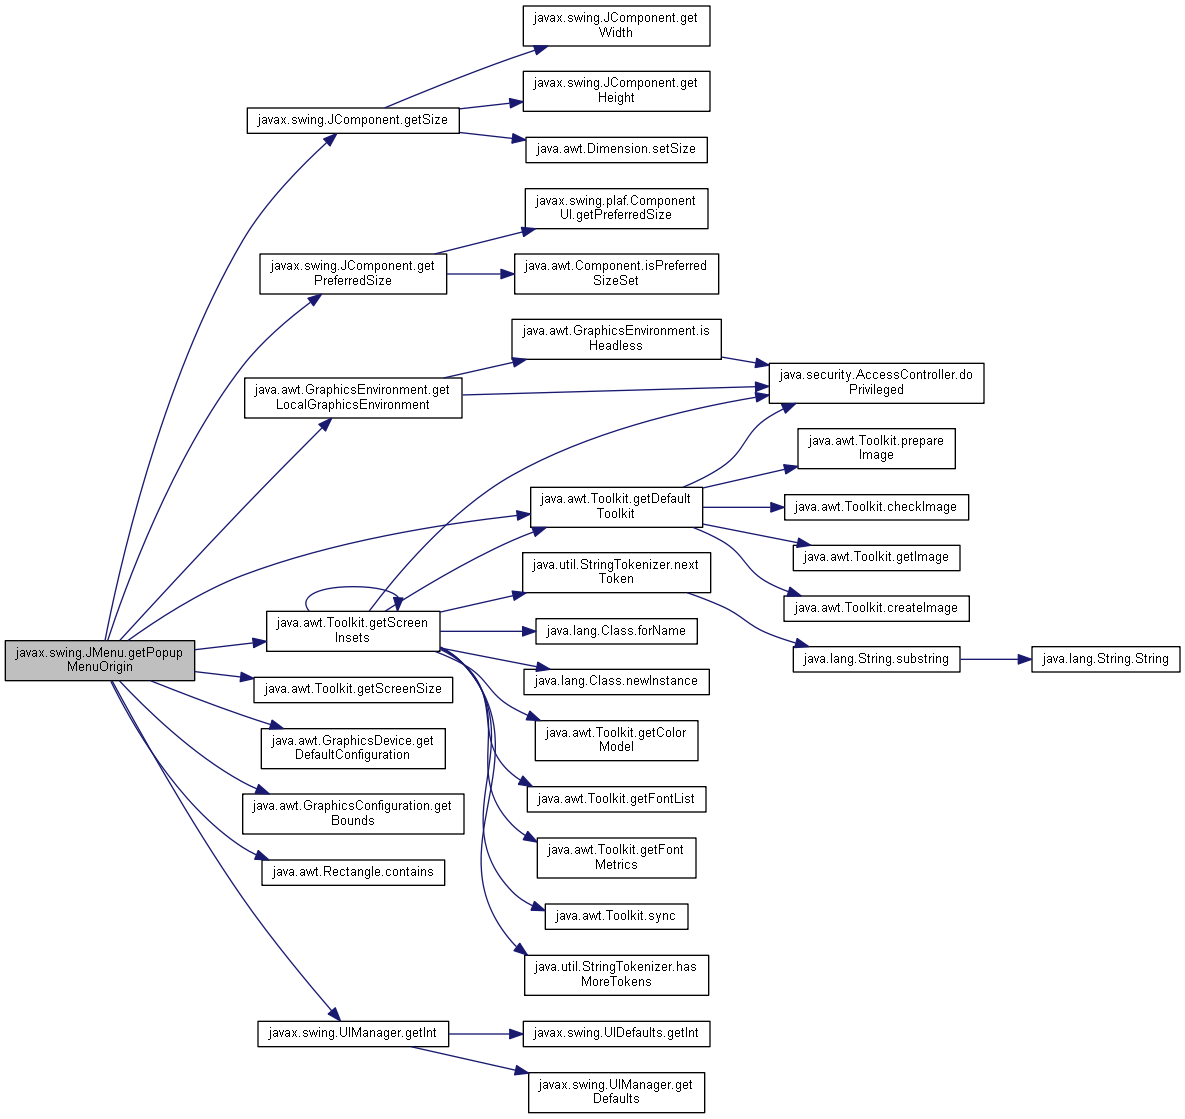 javax.swing.JComponent.get
Width
javax.swing.JComponent.get
Height
javax.swing.JComponent.getSize
java.awt.Dimension.setSize
javax.swing.plaf.Component
UI.getPreferredSize
javax.swing.JComponent.get
PreferredSize
java.awt.Component.isPreferred
SizeSet
java.awt.GraphicsEnvironment.is
Headless
java.security.AccessController.do
Privileged
java.awt.GraphicsEnvironment.get
LocalGraphicsEnvironment
java.awt.Toolkit.prepare
Image
java.awt.Toolkit.getDefault
Toolkit
java.awt.Toolkit.checkImage
java.awt.Toolkit.getImage
java.util.StringTokenizer.next
Token
java.awt.Toolkit.createImage
java.awt.Toolkit.getScreen
Insets
java.lang.Class.forName
javax.swing.JMenu.getPopup
MenuOrigin
java.lang.String.substring
java.lang.String.String
java.awt.Toolkit.getScreenSize
java.lang.Class.newInstance
java.awt.GraphicsDevice.get
DefaultConfiguration
java.awt.Toolkit.getColor
Model
java.awt.GraphicsConfiguration.get
Bounds
java.awt.Toolkit.getFontList
java.awt.Toolkit.getFont
Metrics
java.awt.Rectangle.contains
java.awt.Toolkit.sync
java.util.StringTokenizer.has
MoreTokens
javax.swing.UIManager.getInt
javax.swing.UIDefaults.getInt
javax.swing.UIManager.get
Defaults